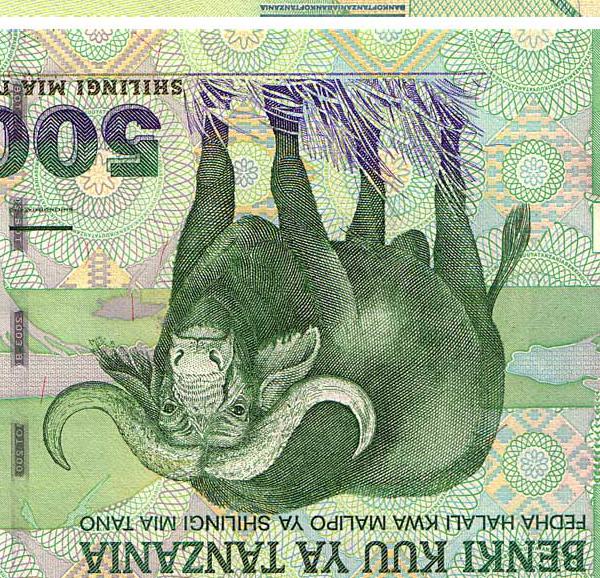 BENKI KUU YA TANZANIA
FEDHA HALALI KWA MALIPO YA SHILINGI MIA TANO
500
SHILINGI MIA
BANKOFTANZANIABANKOFTANZANIA